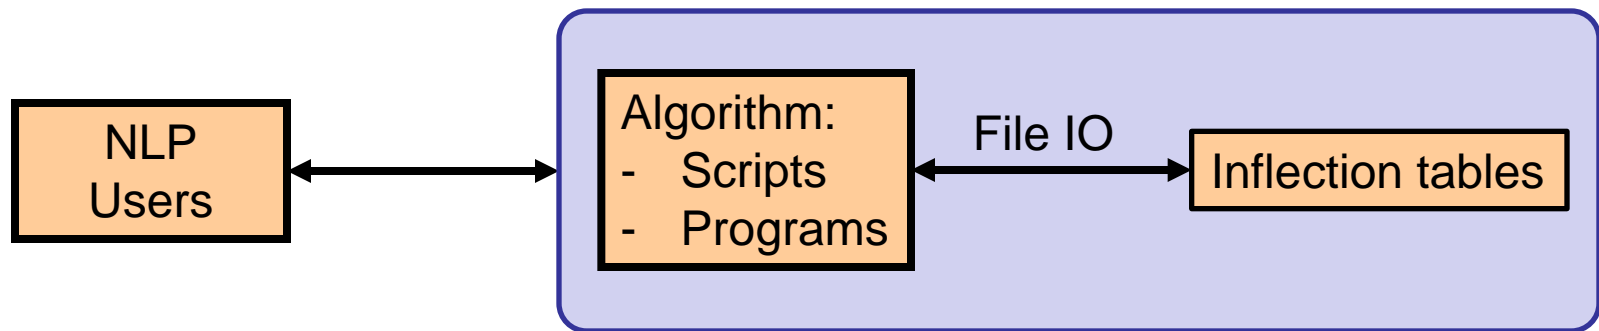 NLP
Users
Algorithm:
- Scripts
- Programs
File IO
Inflection tables